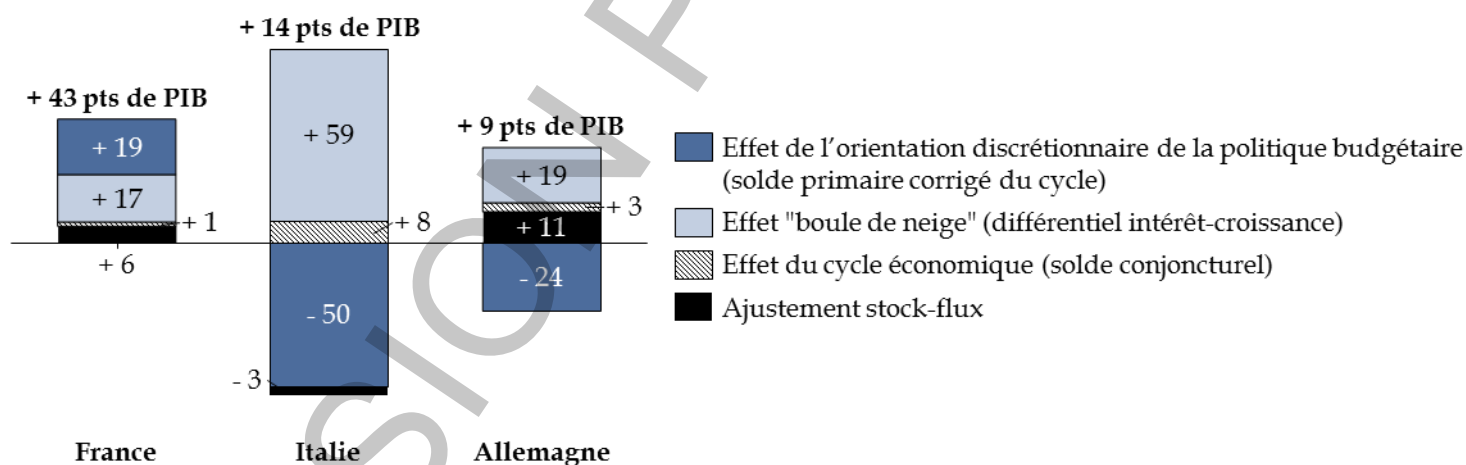 + 14 pts de PIB
+ 43 pts de PIB
+ 9 pts de PIB
+ 19
+ 17
+ 1
+ 6
+ 59
+ 8
- 50
- 3
+ 19
+ 3
+ 11
- 24
Effet de l'orientation discrétionnaire de la politique budgétaire
(solde primaire corrigé du cycle)
Effet "boule de neige" (différentiel intérêt-croissance)
Effet du cycle économique (solde conjoncturel)
Ajustement stock-flux
France
Italie
Allemagne
SION P